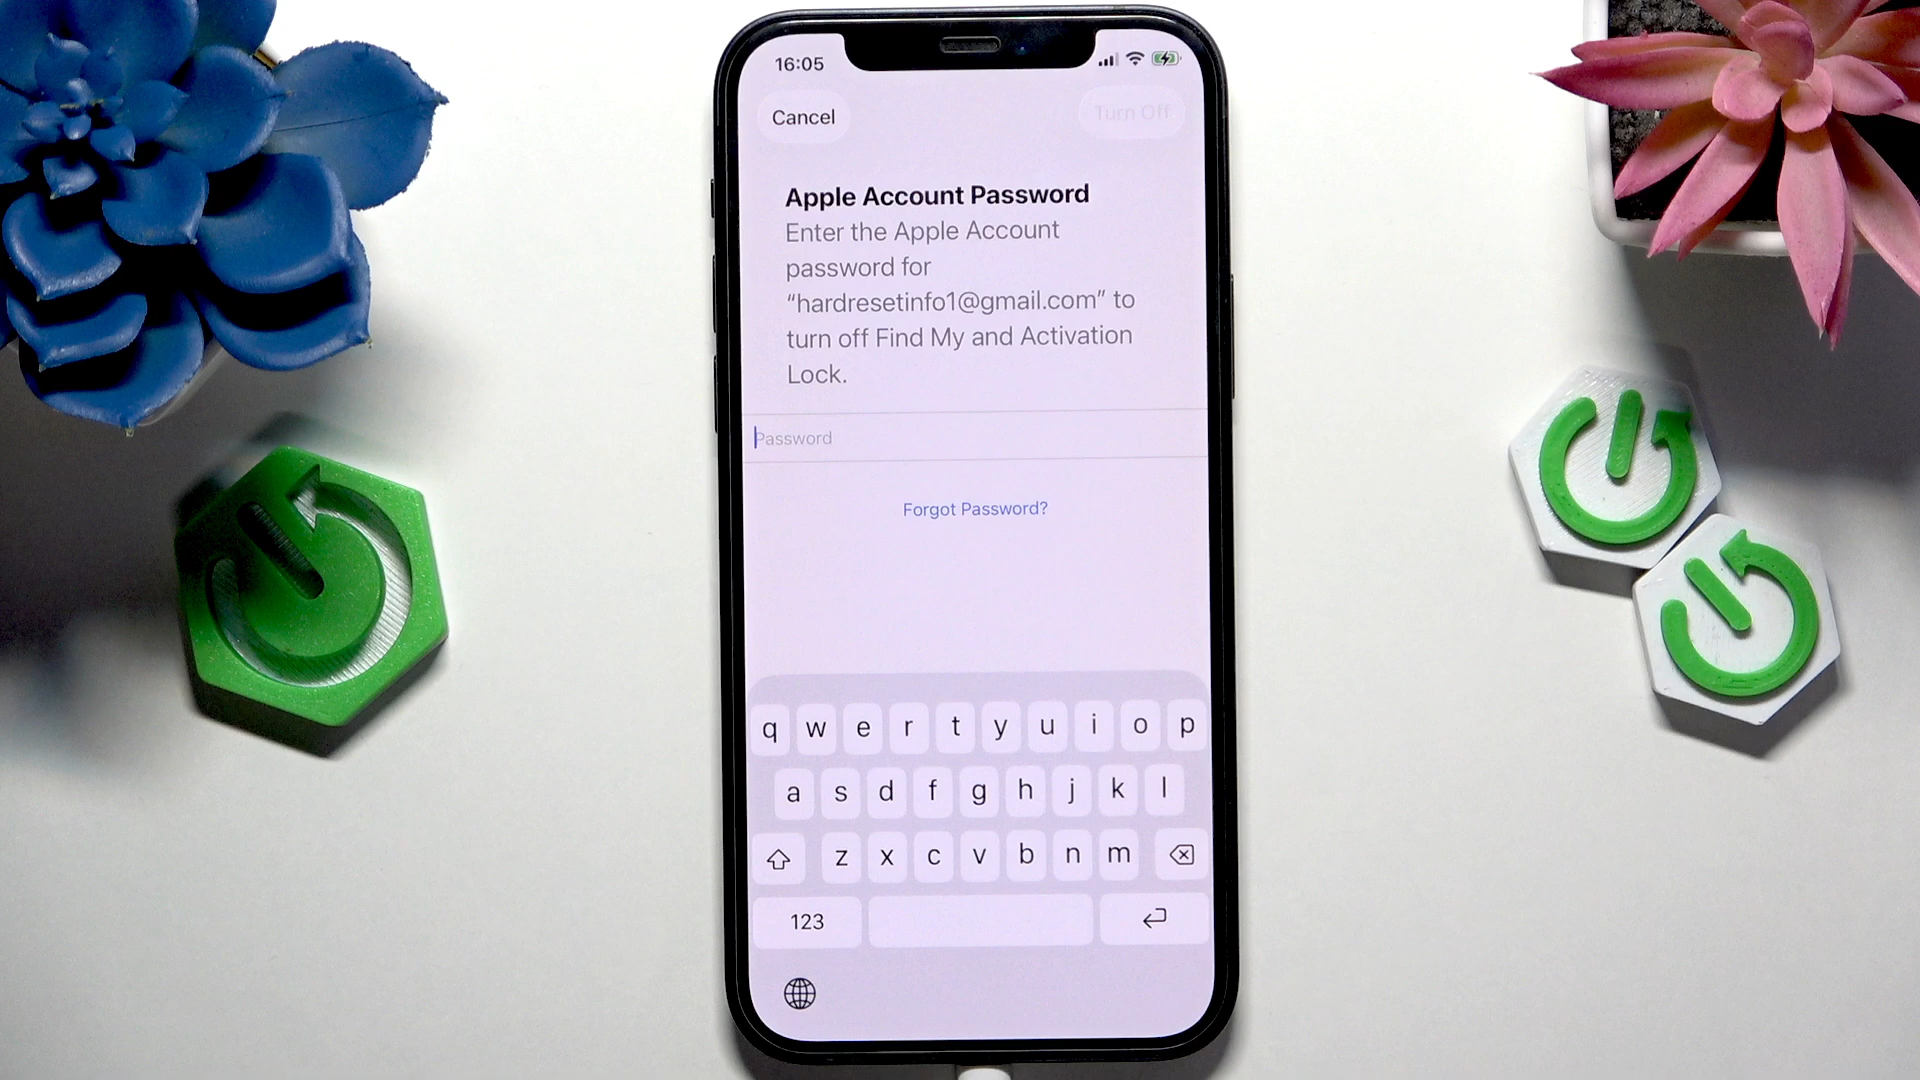 16:05
Cancel
Turn Off
Apple Account Password
Enter the Apple Account
password for
“hardresetinfo1@gmail.com” to
turn off Find My and Activation
Lock.
Password
Forgot Password?
q w e r t y u i o p
a s d f g h j k l
z x c v b n m
123